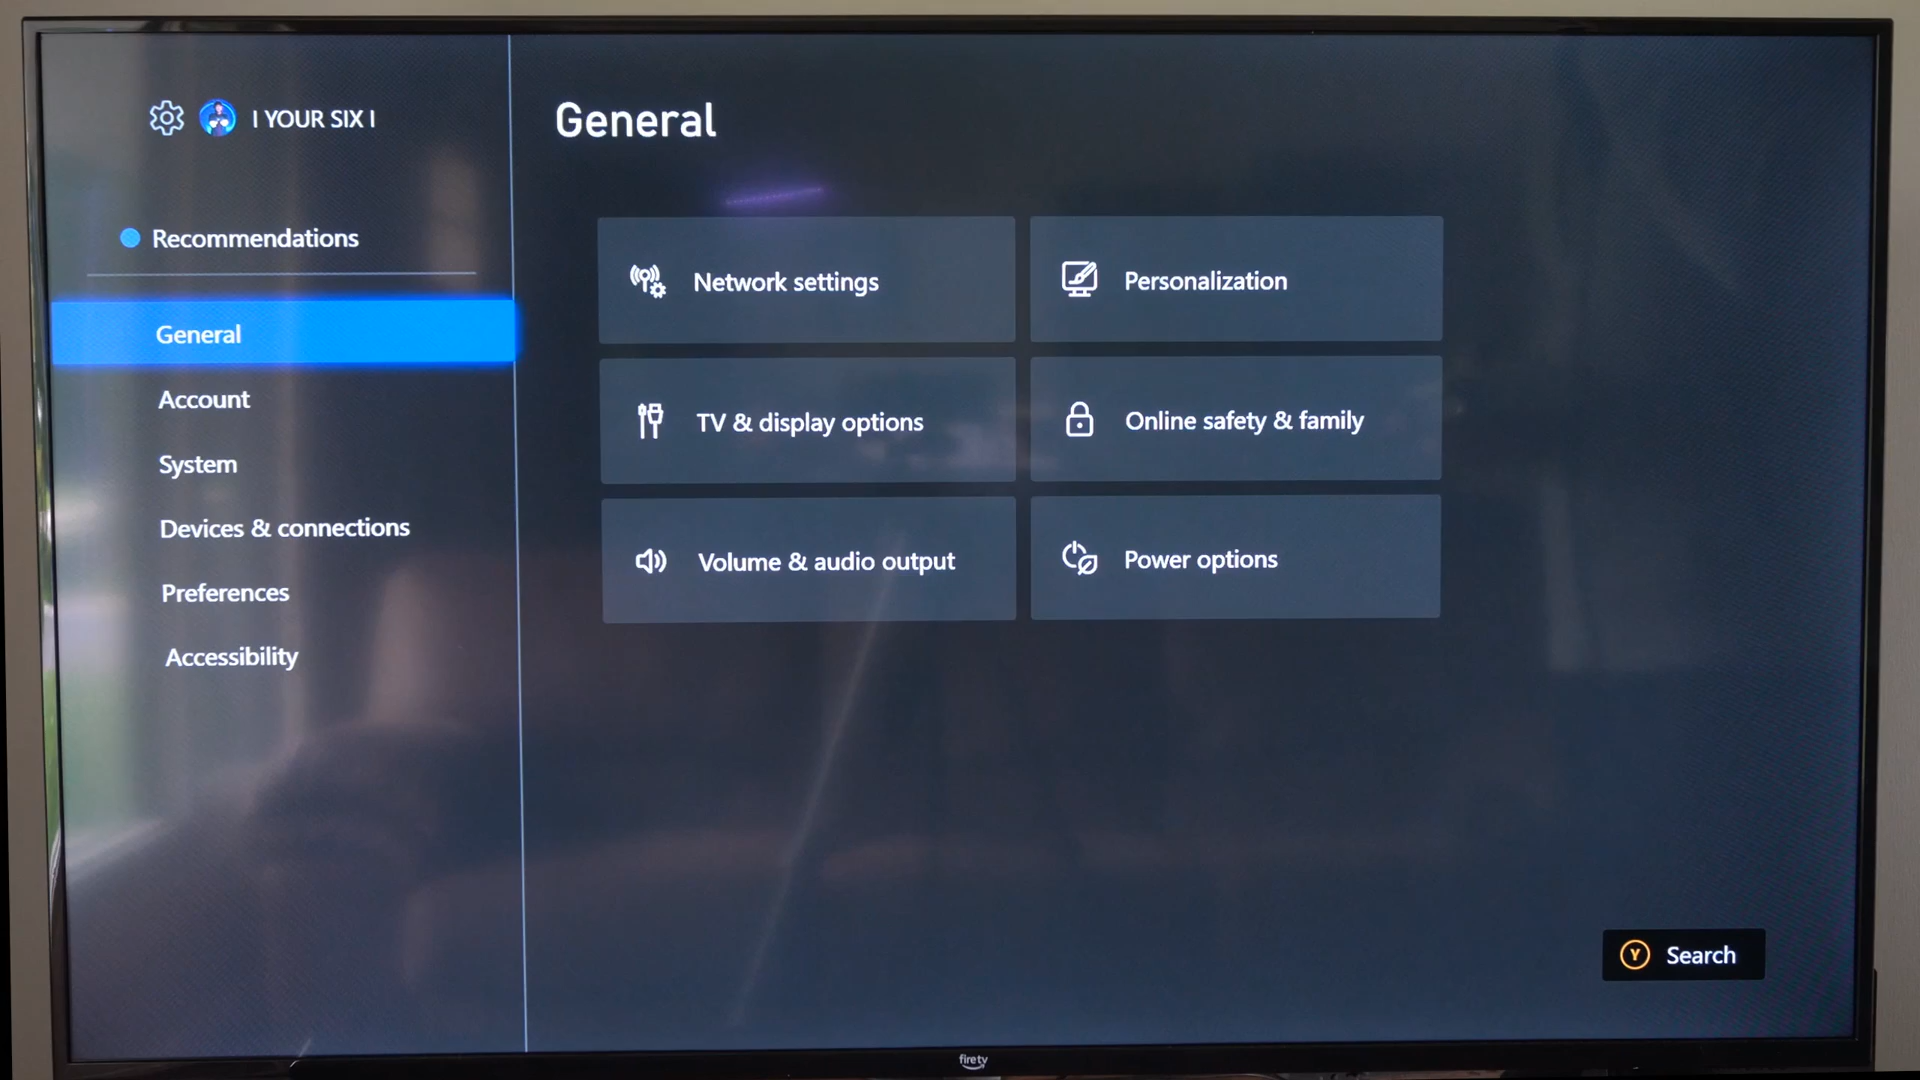 I YOUR SIX I
Recommendations
General
Account
System
Devices & connections
Preferences
Accessibility
General
Network settings
Personalization
TV & display options
Online safety & family
Volume & audio output
Power options
Y Search
firetv